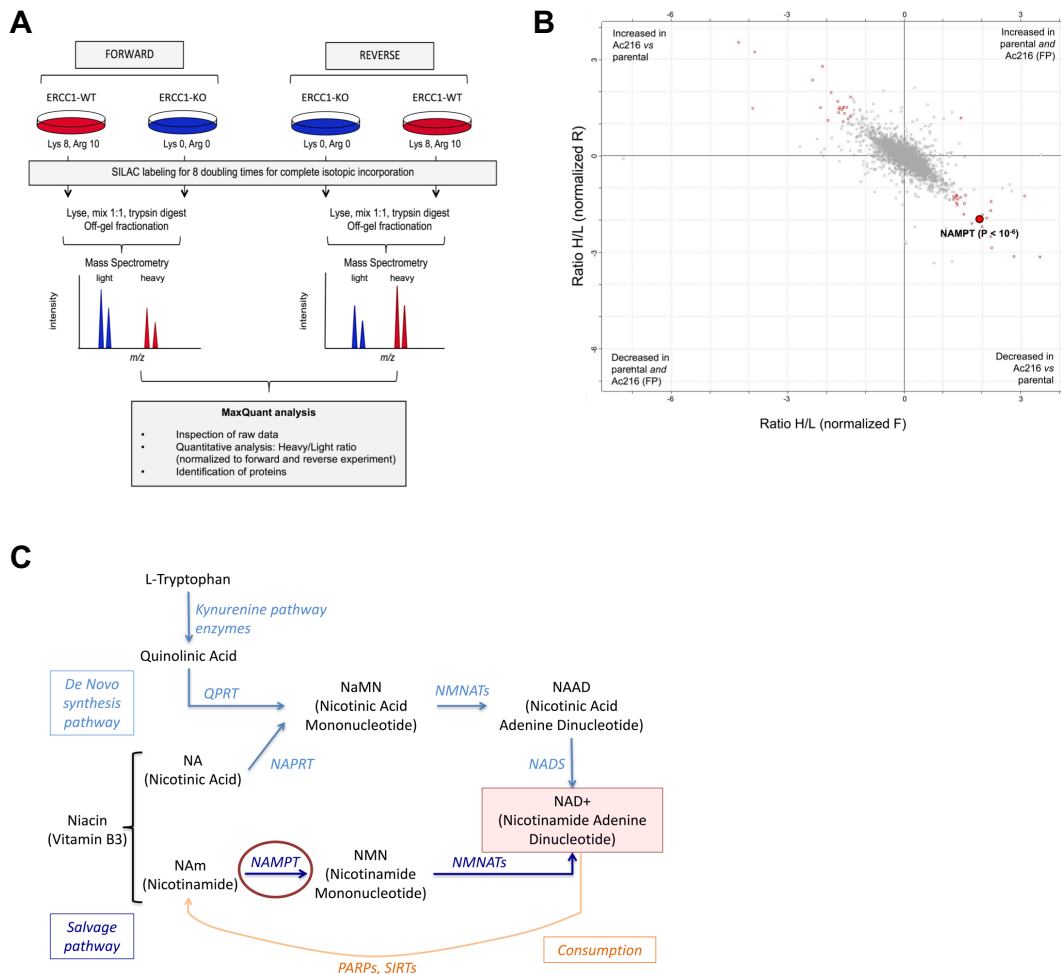 A
FORWARD
REVERSE
ERCC1-WT
ERCC1-KO
ERCC1-KO
ERCC1-WT
Lys 8, Arg 10
Lys 0, Arg 0
Lys 0, Arg 0
Lys 8, Arg 10
SILAC labeling for 8 doubling times for complete isotopic incorporation
Lyse, mix 1:1, trypsin digest
Off-gel fractionation
Lyse, mix 1:1, trypsin digest
Off-gel fractionation
Mass Spectrometry
light
heavy
intensity
m/z
Mass Spectrometry
light
heavy
intensity
m/z
MaxQuant analysis
• Inspection of raw data
• Quantitative analysis: Heavy/Light ratio
(normalized to forward and reverse experiment)
• Identification of proteins
B
-6
-3
0
3
Increased in
Ac216 vs
parental
Increased in
parental and
Ac216 (FP)
3
0
-3
-6
3
0
-3
-6
Ratio H/L (normalized R)
NAMPT (P < 10-6)
Decreased in
parental and
Ac216 (FP)
Decreased in
Ac216 vs
parental
-6
-3
0
3
Ratio H/L (normalized F)
C
L-Tryptophan
Kynurenine pathway
enzymes
Quinolinic Acid
De Novo
synthesis
pathway
QPRT
NaMN
(Nicotinic Acid
Mononucleotide)
NMNATs
NAAD
(Nicotinic Acid
Adenine Dinucleotide)
NA
(Nicotinic Acid)
NAPRT
NADS
Niacin
(Vitamin B3)
NAD+
(Nicotinamide Adenine
Dinucleotide)
NAm
(Nicotinamide)
NAMPT
NMN
(Nicotinamide
Mononucleotide)
NMNATs
Salvage
pathway
Consumption
PARPs, SIRTs